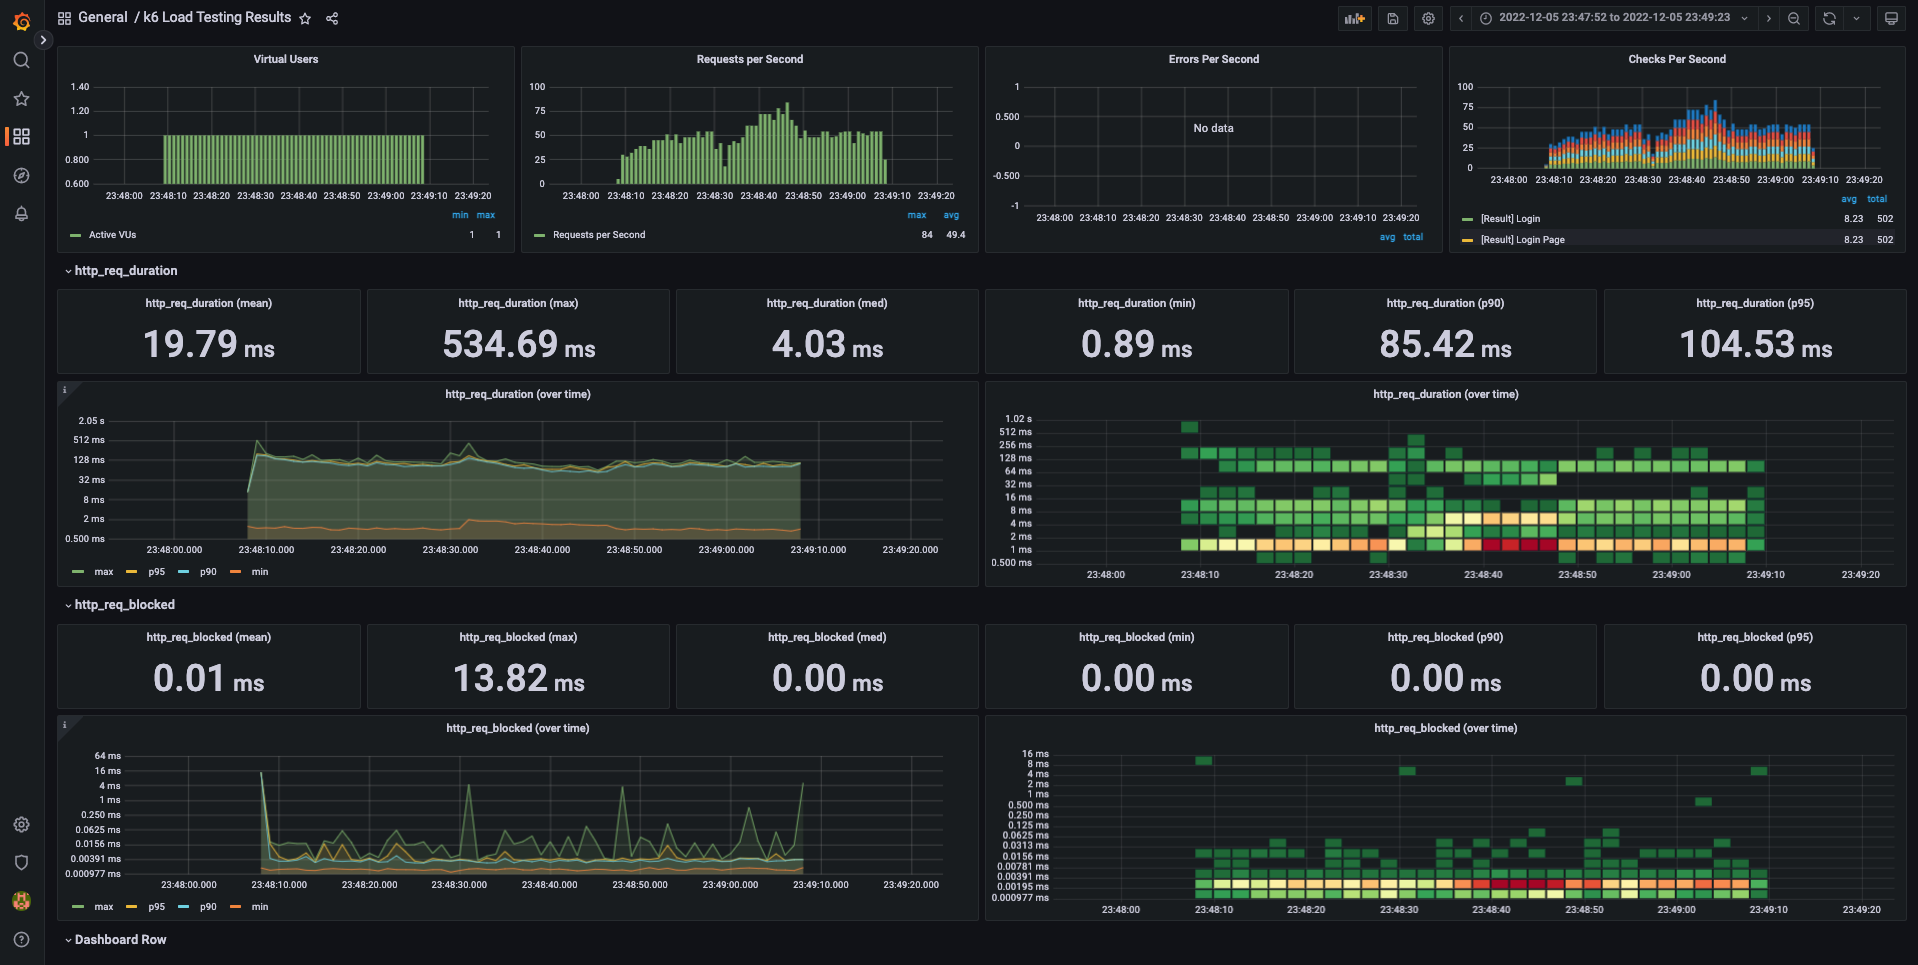 General / k6 Load Testing Results
2022-12-05 23:47:52 to 2022-12-05 23:49:23
Virtual Users
1.40
1.20
1
0.800
0.600
23:48:00 23:48:10 23:48:20 23:48:30 23:48:40 23:48:50 23:49:00 23:49:10 23:49:20
min max
Active VUs 1 1
Requests per Second
100
75
50
25
0
23:48:00 23:48:10 23:48:20 23:48:30 23:48:40 23:48:50 23:49:00 23:49:10 23:49:20
max avg
Requests per Second 84 49.4
Errors Per Second
1
0.500
0
-0.500
-1
No data
23:48:00 23:48:10 23:48:20 23:48:30 23:48:40 23:48:50 23:49:00 23:49:10 23:49:20
avg total
Checks Per Second
100
75
50
25
0
23:48:00 23:48:10 23:48:20 23:48:30 23:48:40 23:48:50 23:49:00 23:49:10 23:49:20
avg total
[Result] Login 8.23 502
[Result] Login Page 8.23 502
http_req_duration
http_req_duration (mean)
19.79 ms
http_req_duration (max)
534.69 ms
http_req_duration (med)
4.03 ms
http_req_duration (min)
0.89 ms
http_req_duration (p90)
85.42 ms
http_req_duration (p95)
104.53 ms
http_req_duration (over time)
2.05 s
512 ms
128 ms
32 ms
8 ms
2 ms
0.500 ms
23:48:00.000 23:48:10.000 23:48:20.000 23:48:30.000 23:48:40.000 23:48:50.000 23:49:00.000 23:49:10.000 23:49:20.000
max p95 p90 min
http_req_duration (over time)
1.02 s
512 ms
256 ms
128 ms
64 ms
32 ms
16 ms
8 ms
4 ms
2 ms
1 ms
0.500 ms
23:48:00 23:48:10 23:48:20 23:48:30 23:48:40 23:48:50 23:49:00 23:49:10 23:49:20
http_req_blocked
http_req_blocked (mean)
0.01 ms
http_req_blocked (max)
13.82 ms
http_req_blocked (med)
0.00 ms
http_req_blocked (min)
0.00 ms
http_req_blocked (p90)
0.00 ms
http_req_blocked (p95)
0.00 ms
http_req_blocked (over time)
64 ms
16 ms
4 ms
1 ms
0.250 ms
0.0625 ms
0.0156 ms
0.00391 ms
0.000977 ms
23:48:00.000 23:48:10.000 23:48:20.000 23:48:30.000 23:48:40.000 23:48:50.000 23:49:00.000 23:49:10.000 23:49:20.000
max p95 p90 min
http_req_blocked (over time)
16 ms
8 ms
4 ms
2 ms
1 ms
0.500 ms
0.250 ms
0.125 ms
0.0625 ms
0.0313 ms
0.0156 ms
0.00781 ms
0.00391 ms
0.00195 ms
0.000977 ms
23:48:00 23:48:10 23:48:20 23:48:30 23:48:40 23:48:50 23:49:00 23:49:10 23:49:20
Dashboard Row